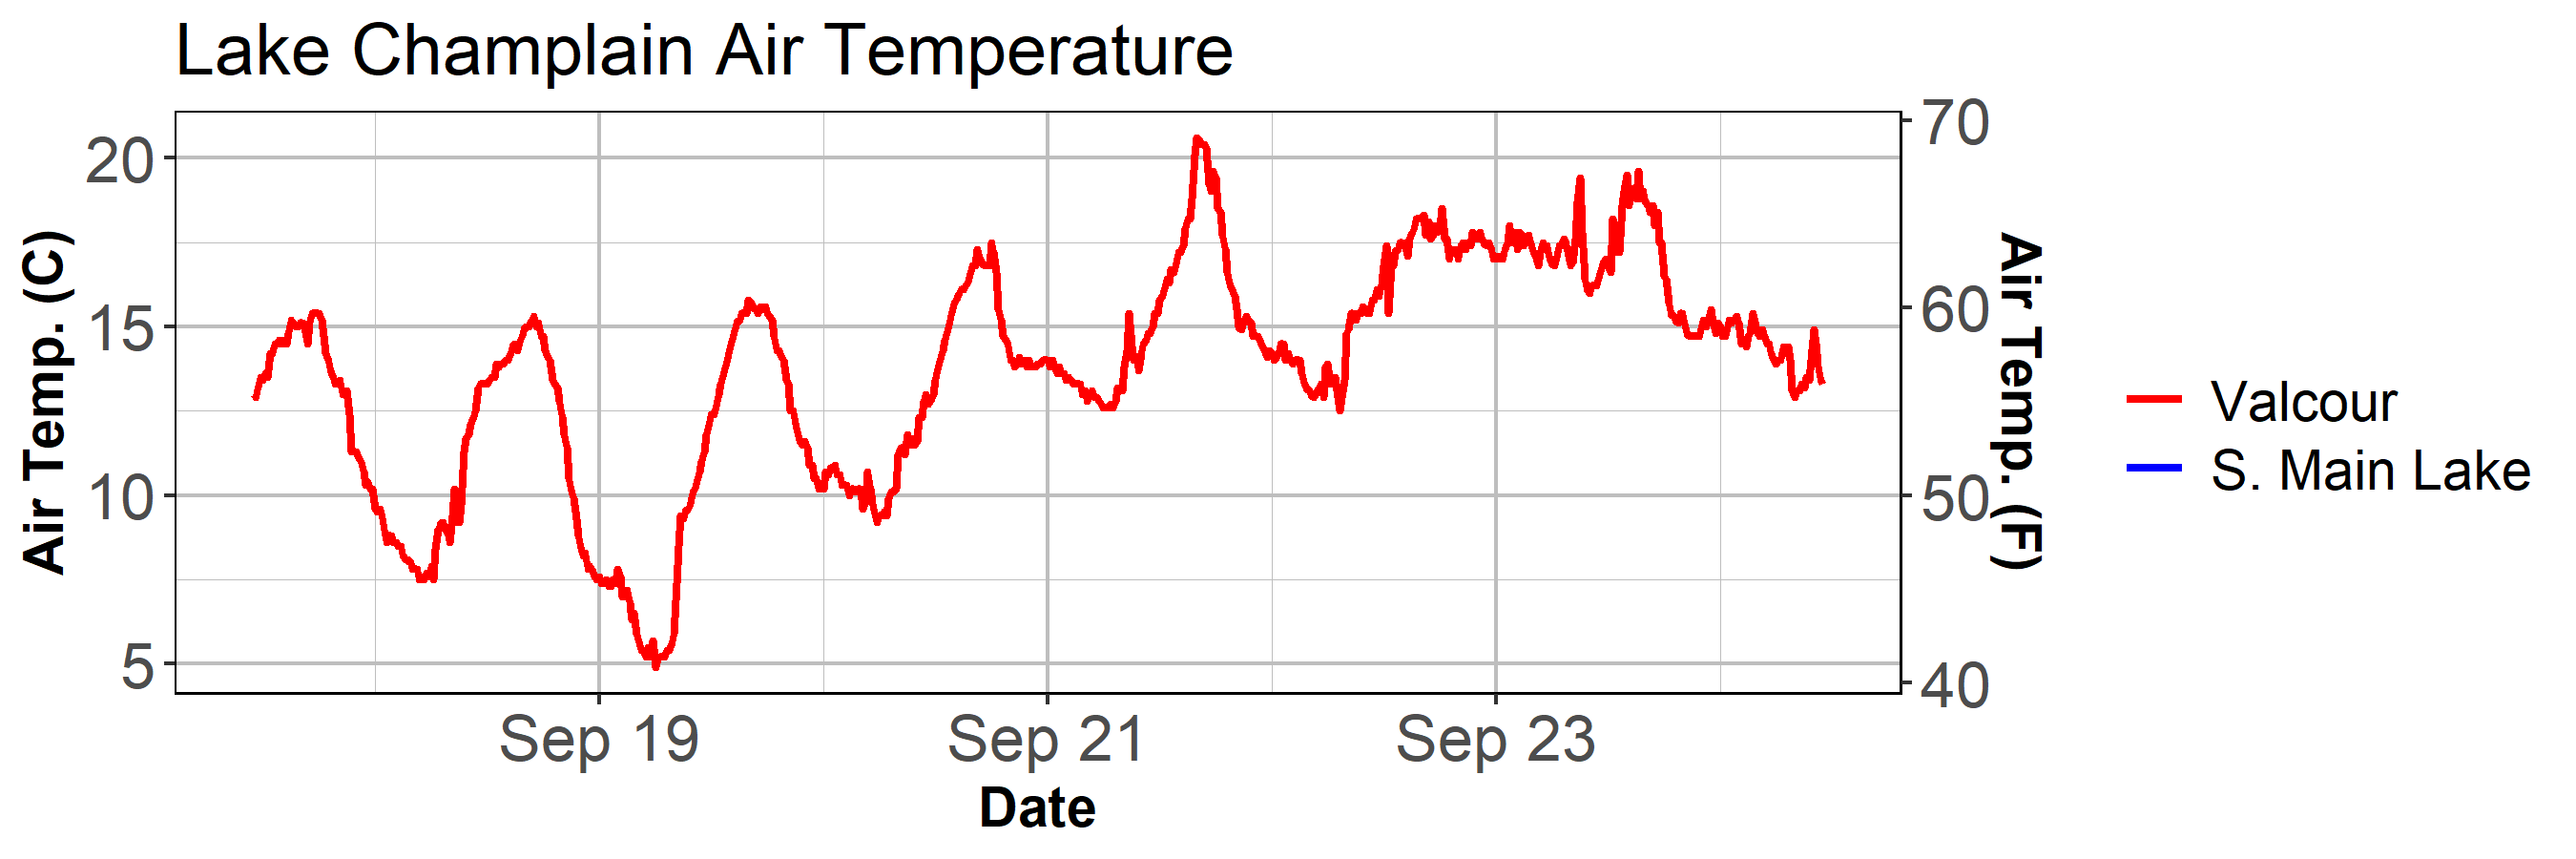 Lake Champlain Air Temperature
Air Temp. (C)
20
15
10
5
70
60
50
40
Air Temp. (F)
Sep 19
Sep 21
Sep 23
Date
Valcour
S. Main Lake